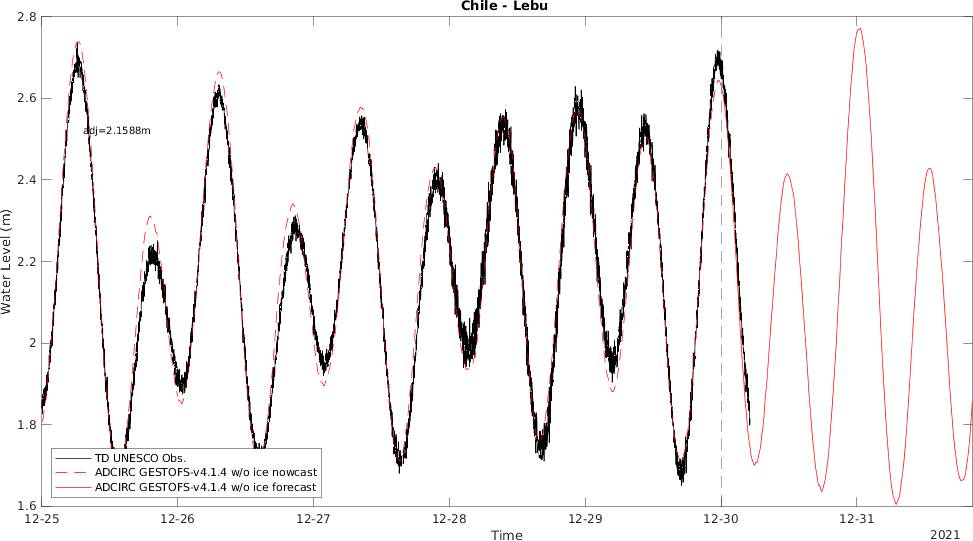 Chile - Lebu
2.8
2.6
2.4
2.2
2
1.8
1.6
Water Level (m)
adj=2.1588m
TD UNESCO Obs.
ADCIRC GESTOFS-v4.1.4 w/o ice nowcast
ADCIRC GESTOFS-v4.1.4 w/o ice forecast
12-25 12-26 12-27 12-28 12-29 12-30 12-31
Time
2021